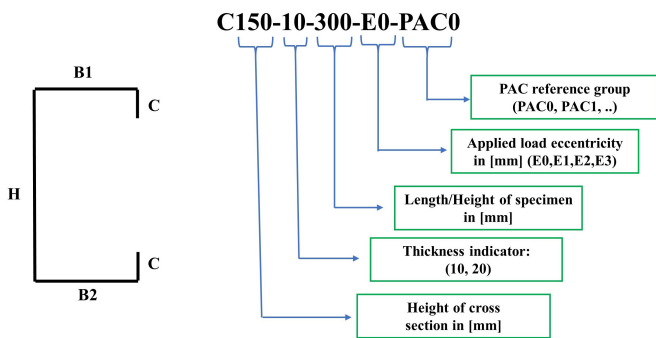 C150-10-300-E0-PAC0
B1
C
H
C
B2
PAC reference group
(PAC0, PAC1, ..)
Applied load eccentricity
in [mm] (E0,E1,E2,E3)
Length/Height of specimen
in [mm]
Thickness indicator:
(10, 20)
Height of cross
section in [mm]